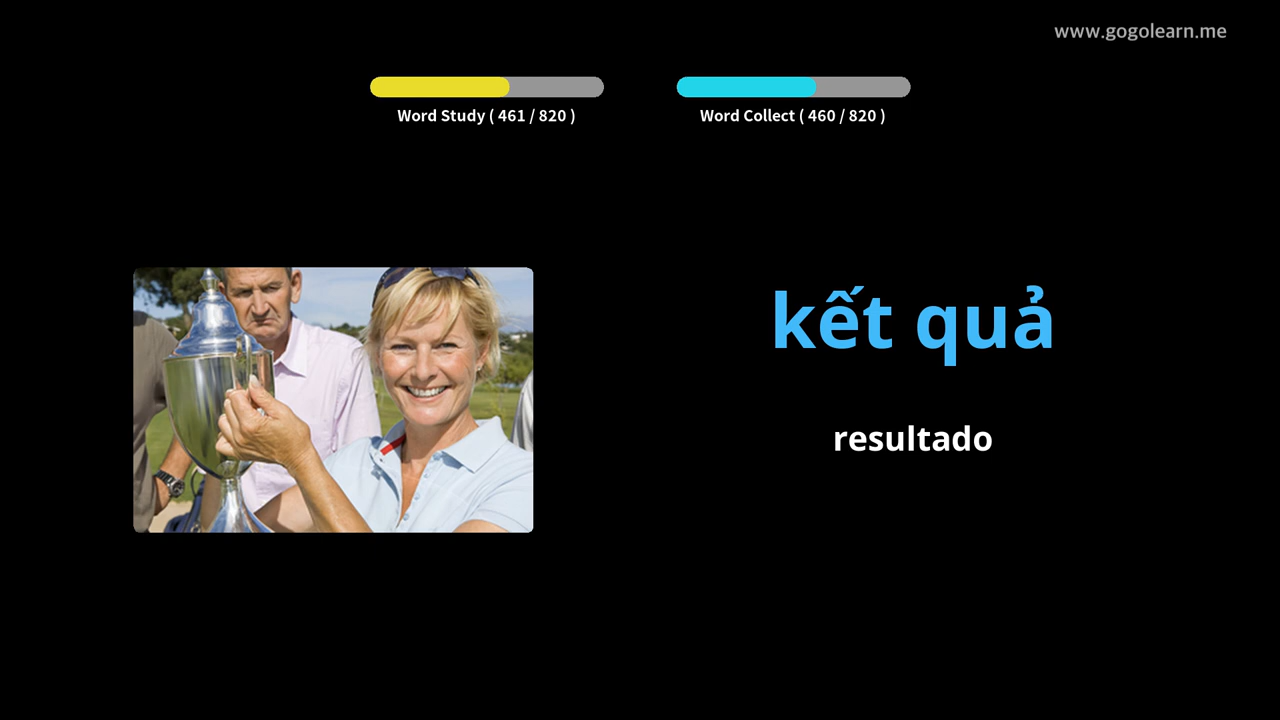 www.gogolearn.me
Word Study ( 461 / 820 )
Word Collect ( 460 / 820 )
kết quả
resultado